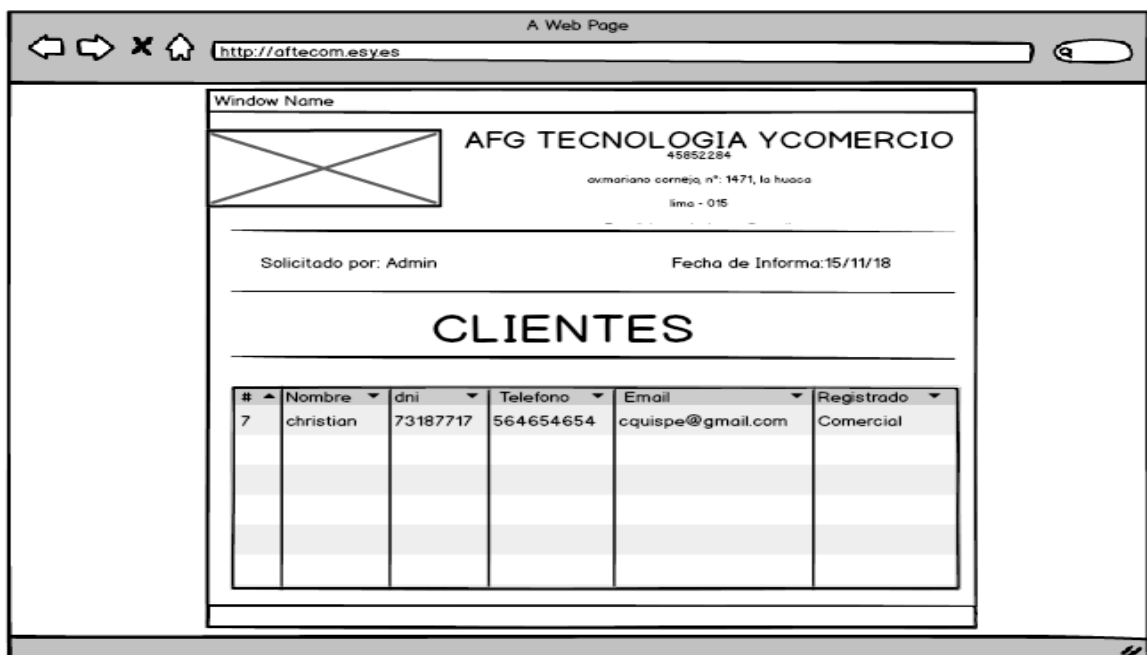 A Web Page
http://aftecom.esy.es
Window Name
AFG TECNOLOGIA YCOMERCIO
45852284
av.mariano cornejo, n°: 1471, la huaca
lima - 015
Solicitado por: Admin
Fecha de Informa:15/11/18
CLIENTES
# Nombre dni Telefono Email Registrado
7 christian 73187717 564654654 cquispe@gmail.com Comercial